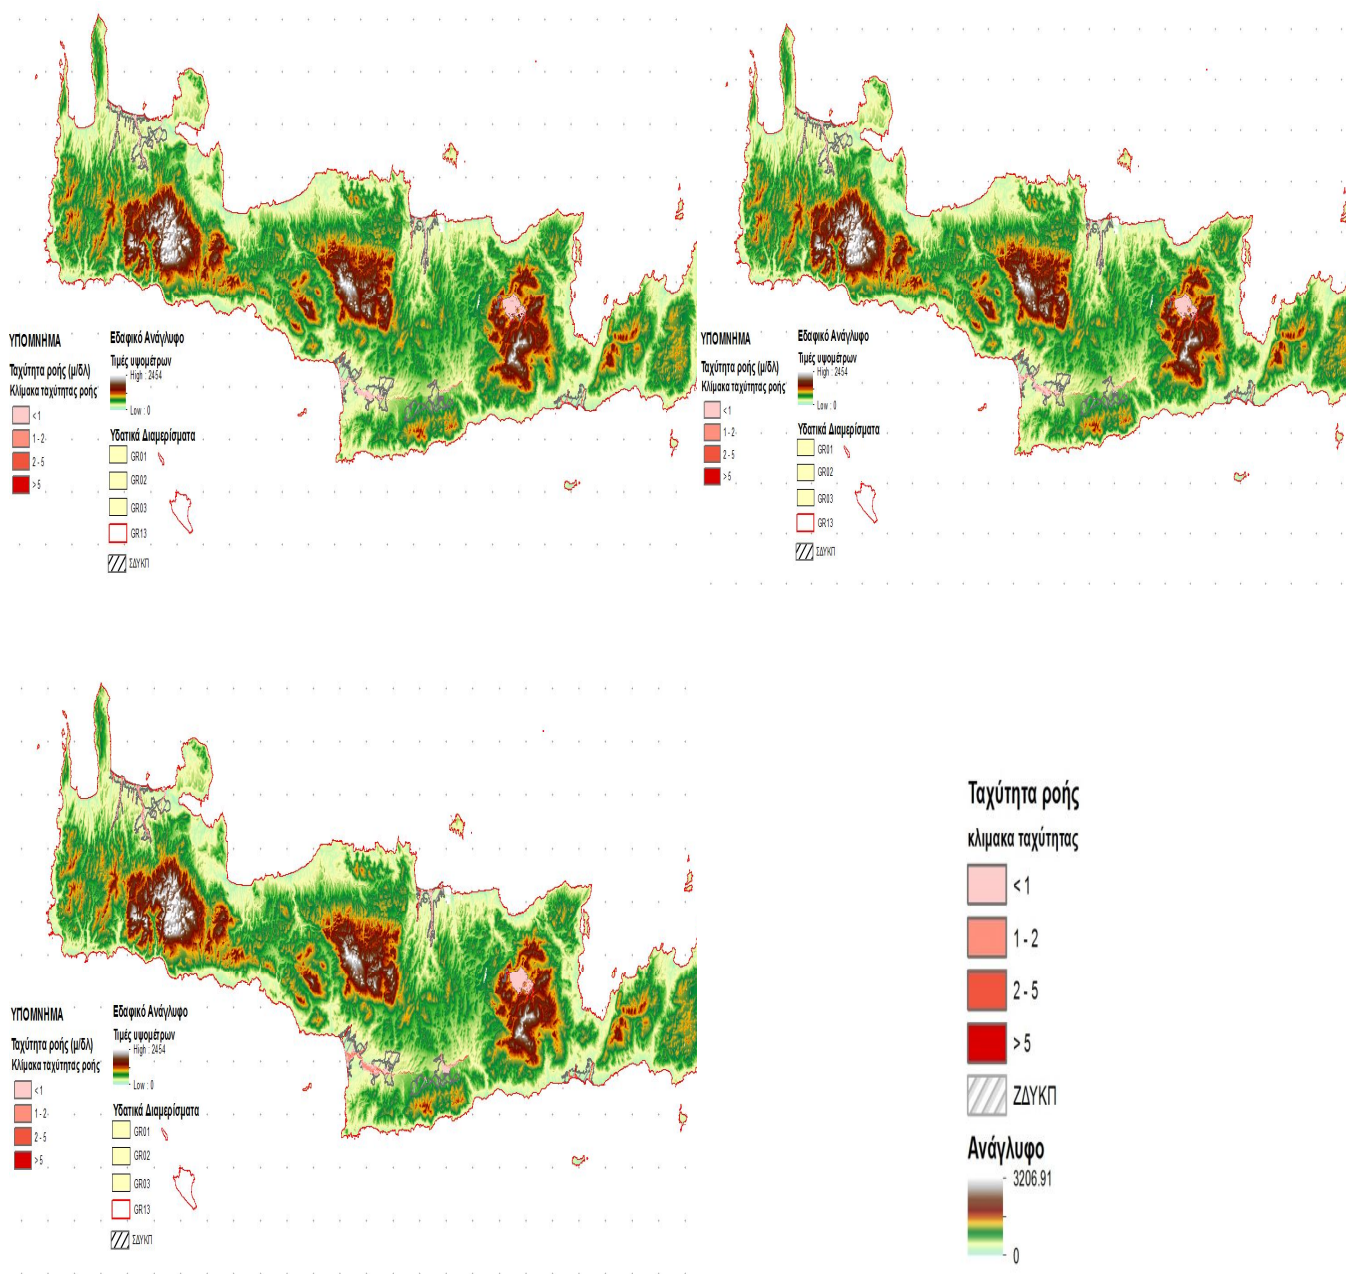 ΥΠΟΜΝΗΜΑ
Ταχύτητα ροής (μ/δλ)
Κλίμακα ταχύτητας ροής
<1
1-2
2-5
>5
Εδαφικό Ανάγλυφο
Τιμές υψομέτρων
High : 2454
Low : 0
Υδατικά Διαμερίσματα
GR01
GR02
GR03
GR13
ΣΔΥΚΠ
ΥΠΟΜΝΗΜΑ
Ταχύτητα ροής (μ/δλ)
Κλίμακα ταχύτητας ροής
<1
1-2
2-5
>5
Εδαφικό Ανάγλυφο
Τιμές υψομέτρων
High : 2454
Low : 0
Υδατικά Διαμερίσματα
GR01
GR02
GR03
GR13
ΣΔΥΚΠ
ΥΠΟΜΝΗΜΑ
Ταχύτητα ροής (μ/δλ)
Κλίμακα ταχύτητας ροής
<1
1-2
2-5
>5
Εδαφικό Ανάγλυφο
Τιμές υψομέτρων
High : 2454
Low : 0
Υδατικά Διαμερίσματα
GR01
GR02
GR03
GR13
ΣΔΥΚΠ
Ταχύτητα ροής
κλιμακα ταχύτητας
< 1
1 - 2
2 - 5
> 5
ΖΔΥΚΠ
Ανάγλυφο
3206.91
0